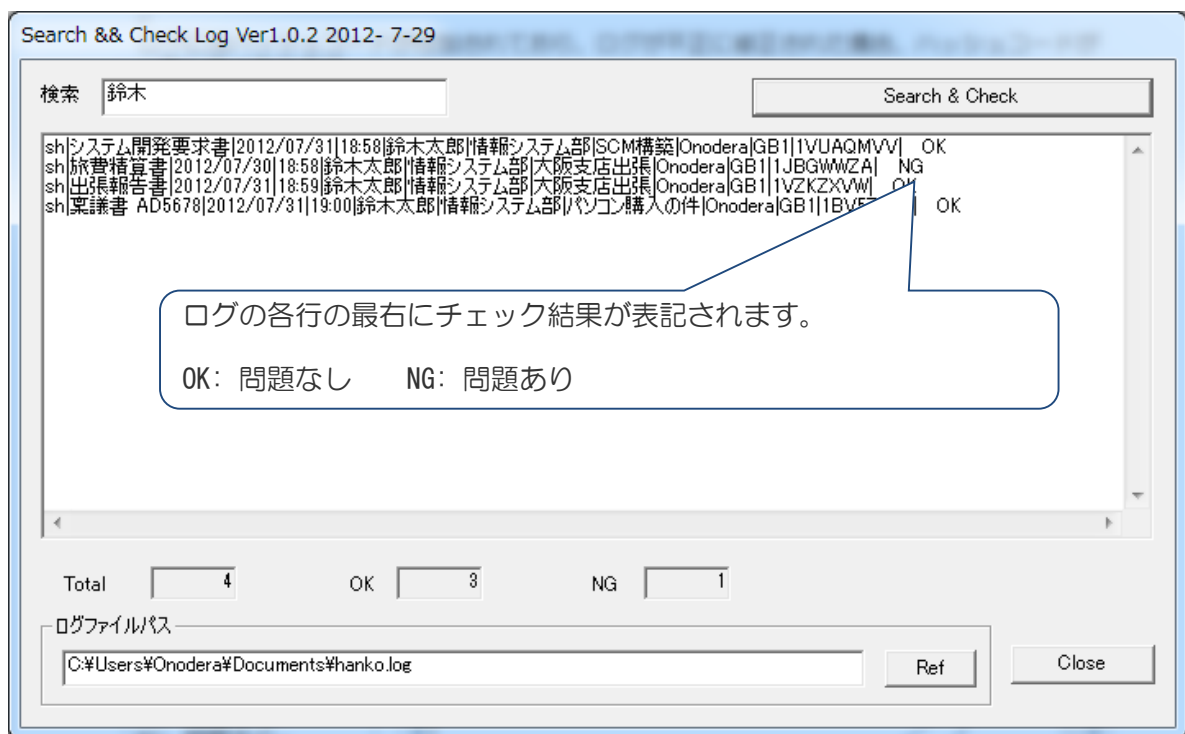 Search && Check Log Ver1.0.2 2012- 7-29
検索 鈴木 Search & Check
sh|システム開発要求書|2012/07/31|18:58|鈴木太郎|情報システム部|SCM構築|Onodera|GB1|1VUAQMVV| OK
sh|旅費積算書|2012/07/30|18:58|鈴木太郎|情報システム部|大阪支店出張|Onodera|GB1|1JBGWWZA| NG
sh|出張報告書|2012/07/31|18:59|鈴木太郎|情報システム部|大阪支店出張|Onodera|GB1|1VZKZXVW| OK
sh|稟議書 AD5678|2012/07/31|19:00|鈴木太郎|情報システム部|パソコン購入の件|Onodera|GB1| OK
ログの各行の最右にチェック結果が表記されます。
OK: 問題なし NG: 問題あり
Total 4 OK 3 NG 1
ログファイルパス
C:¥Users¥Onodera¥Documents¥hanko.log Ref Close